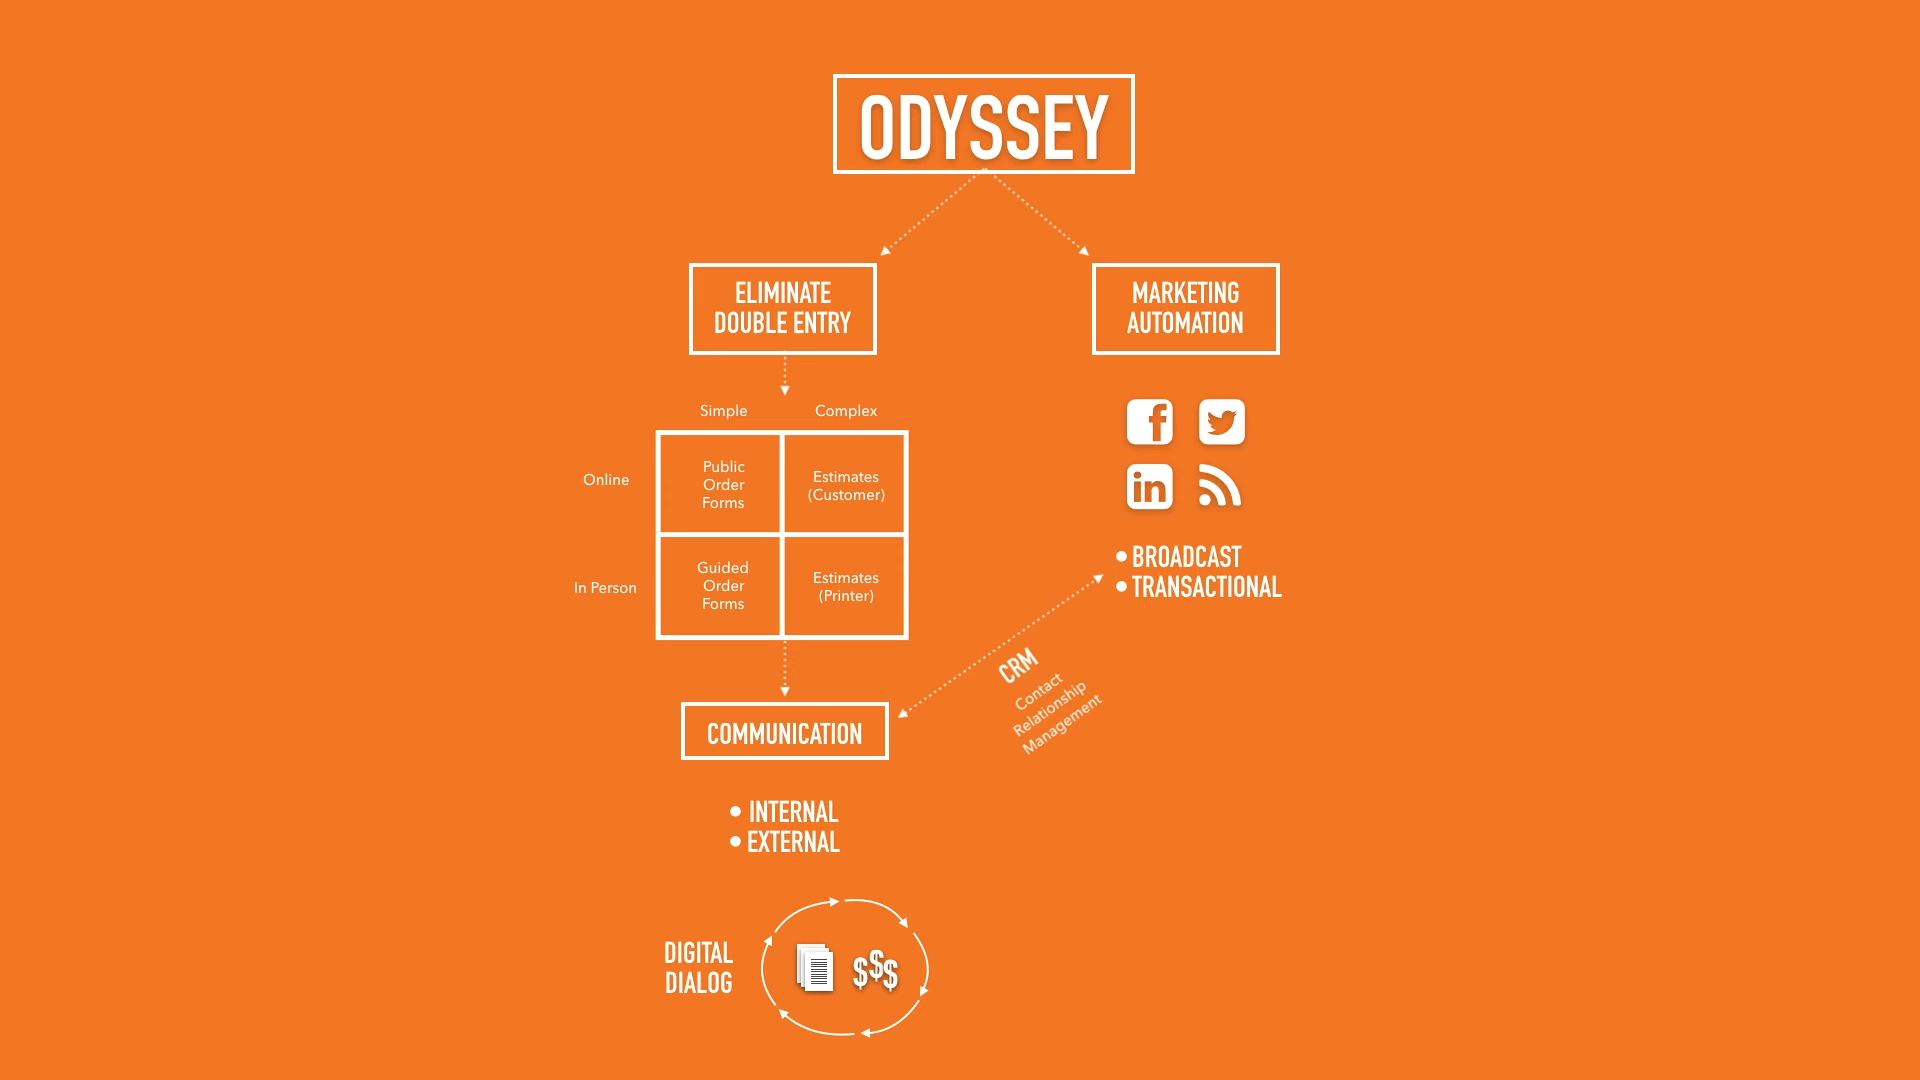 ODYSSEY
ELIMINATE
DOUBLE ENTRY
MARKETING
AUTOMATION
Simple
Complex
Online
Public
Order
Forms
Estimates
(Customer)
In Person
Guided
Order
Forms
Estimates
(Printer)
in
• BROADCAST
• TRANSACTIONAL
CRM
Contact
Relationship
Management
COMMUNICATION
• INTERNAL
• EXTERNAL
DIGITAL
DIALOG
$$$